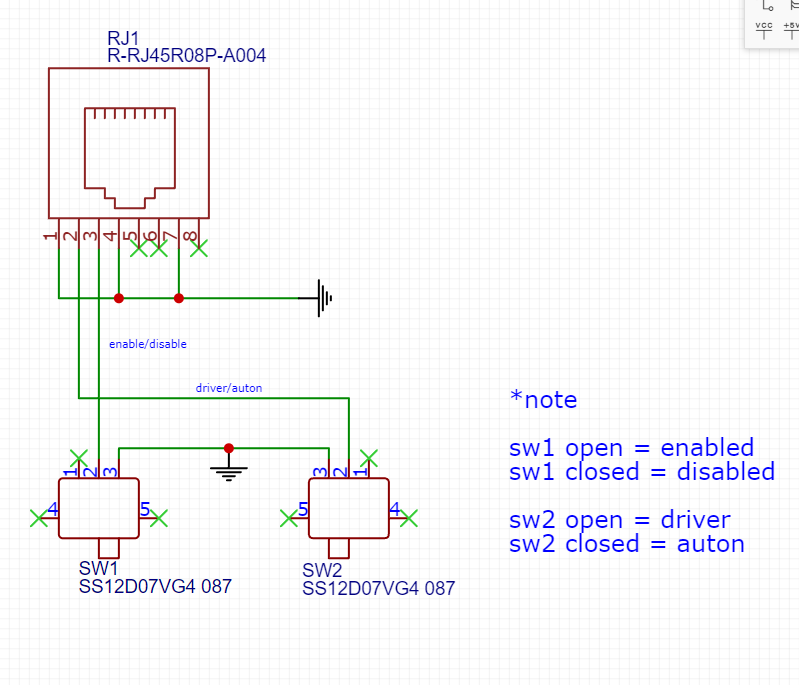 VCC +5V
RJ1
R-RJ45R08P-A004
1 2 3 4 5 6 7 8
enable/disable
driver/auton
*note
sw1 open = enabled
sw1 closed = disabled
sw2 open = driver
sw2 closed = auton
1 2 3
4 5
SW1
SS12D07VG4 087
3 2 1
5 4
SW2
SS12D07VG4 087